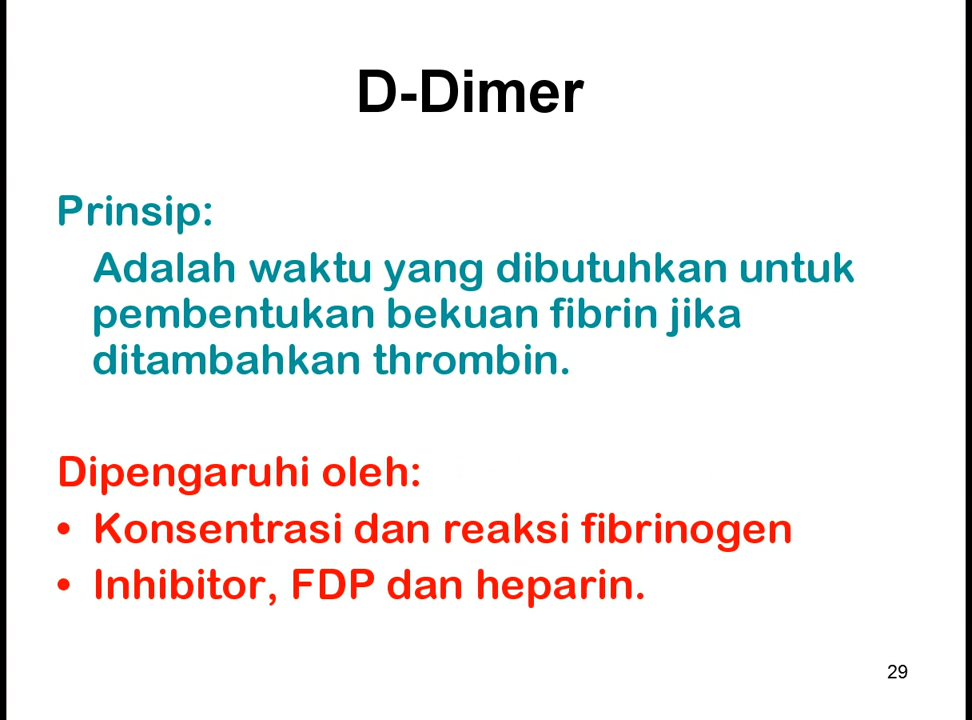 D-Dimer
Prinsip:
Adalah waktu yang dibutuhkan untuk
pembentukan bekuan fibrin jika
ditambahkan thrombin.
Dipengaruhi oleh:
• Konsentrasi dan reaksi fibrinogen
• Inhibitor, FDP dan heparin.
29